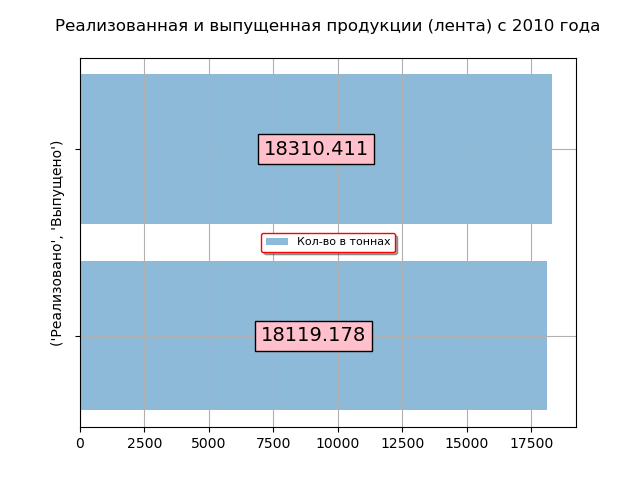 Реализованная и выпущенная продукции (лента) с 2010 года
('Реализовано', 'Выпущено')
18310.411
Кол-во в тоннах
18119.178
0 2500 5000 7500 10000 12500 15000 17500